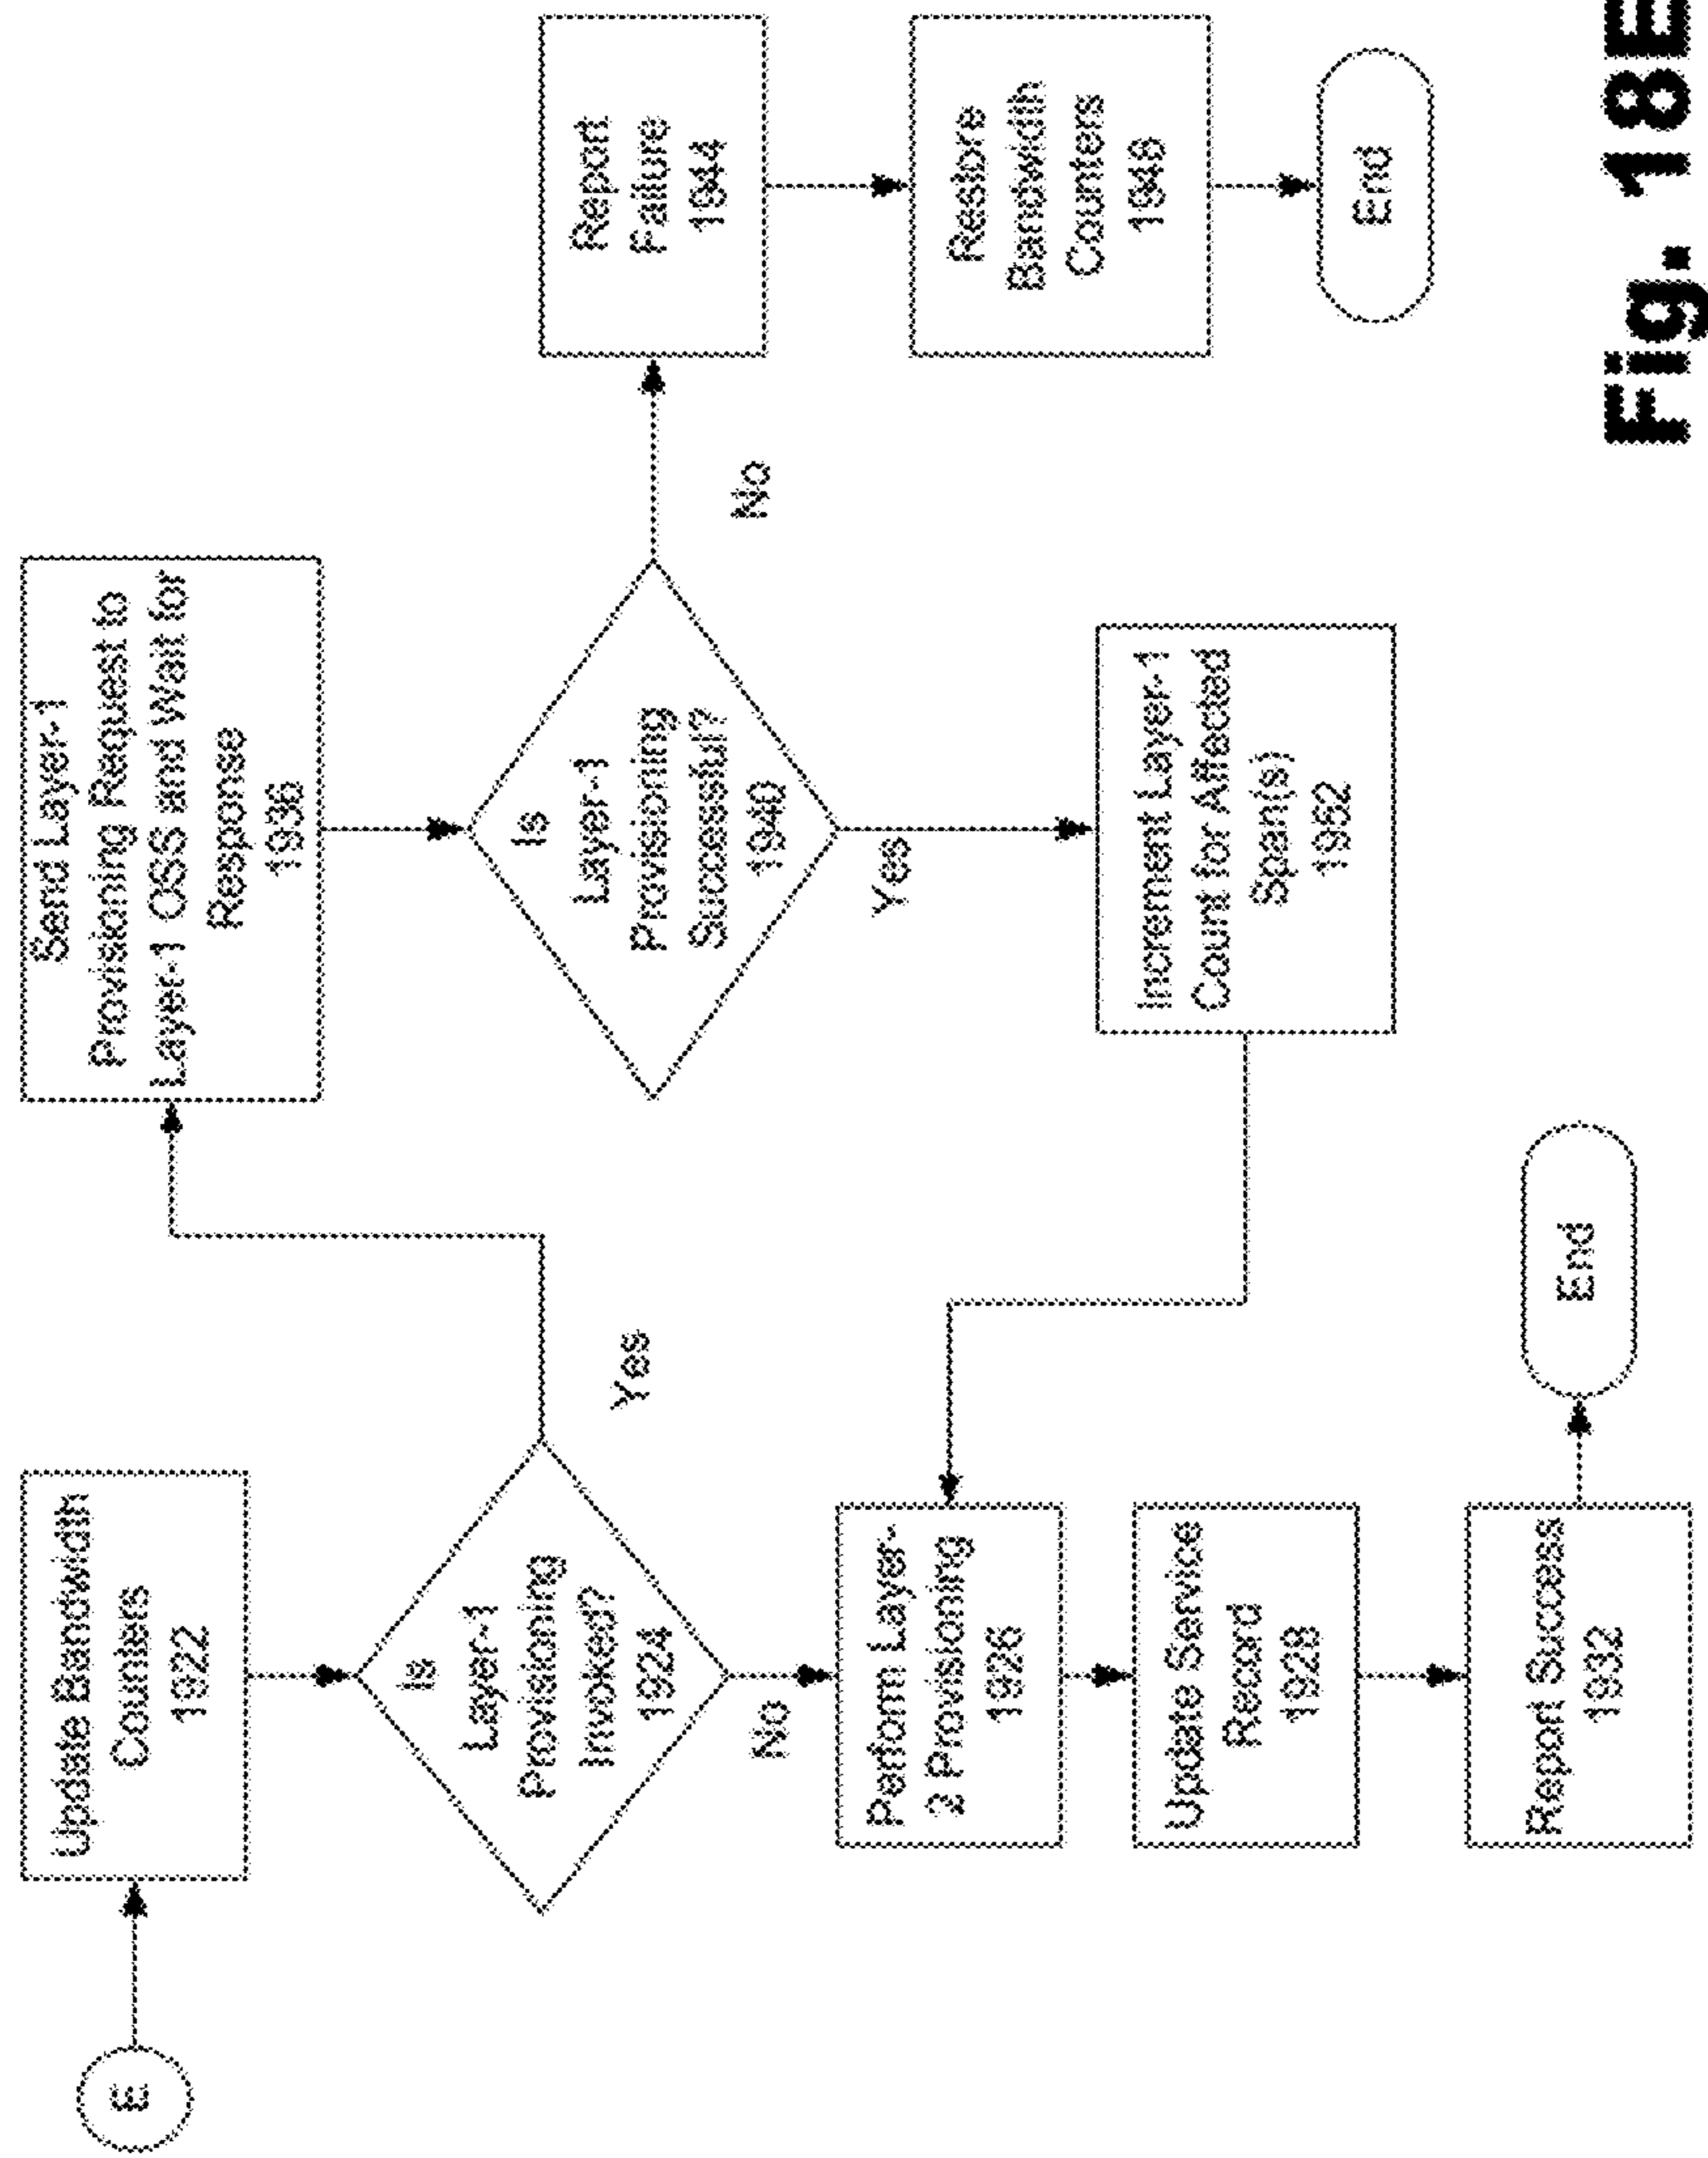 E
Update Bandwidth
Counters
1922
Is
Layer-1
Provisioning
Invoked?
1924
Yes
No
Perform Layer-
2 Provisioning
1926
Update Service
Record
1928
Report Success
1932
End
Send Layer-1
Provisioning Request to
Layer-1 OSS and Wait for
Response
1936
Is
Layer-1
Provisioning
Successful?
1940
No
Yes
Increment Layer-1
Count for Affected
Span(s)
1952
Report
Failure
1944
Restore
Bandwidth
Counters
1948
End
Fig. 18E